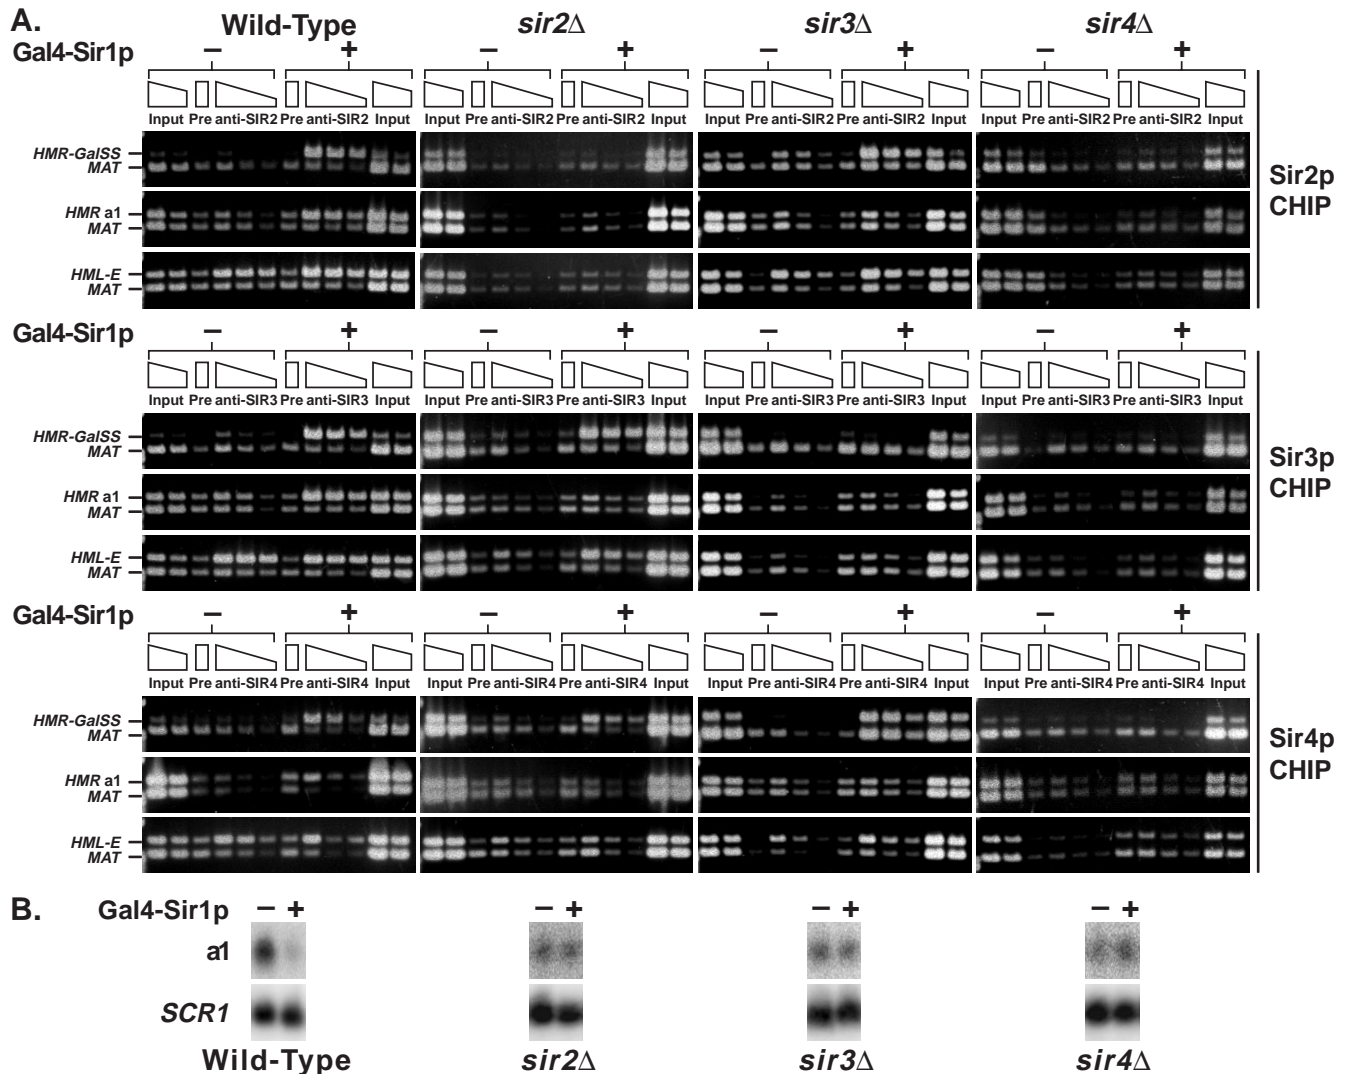 A.
Wild-Type sir2Δ sir3Δ sir4Δ
Gal4-Sir1p – + – + – + – +
Input Pre anti-SIR2 Pre anti-SIR2 Input Input Pre anti-SIR2 Pre anti-SIR2 Input Input Pre anti-SIR2 Pre anti-SIR2 Input Input Pre anti-SIR2 Pre anti-SIR2 Input
HMR-GalSS
MAT
HMR a1
MAT
HML-E
MAT
Sir2p
CHIP
Gal4-Sir1p – + – + – + – +
Input Pre anti-SIR3 Pre anti-SIR3 Input Input Pre anti-SIR3 Pre anti-SIR3 Input Input Pre anti-SIR3 Pre anti-SIR3 Input Input Pre anti-SIR3 Pre anti-SIR3 Input
HMR-GalSS
MAT
HMR a1
MAT
HML-E
MAT
Sir3p
CHIP
Gal4-Sir1p – + – + – + – +
Input Pre anti-SIR4 Pre anti-SIR4 Input Input Pre anti-SIR4 Pre anti-SIR4 Input Input Pre anti-SIR4 Pre anti-SIR4 Input Input Pre anti-SIR4 Pre anti-SIR4 Input
HMR-GalSS
MAT
HMR a1
MAT
HML-E
MAT
Sir4p
CHIP
B.
Gal4-Sir1p – + – + – + – +
a1
SCR1
Wild-Type sir2Δ sir3Δ sir4Δ